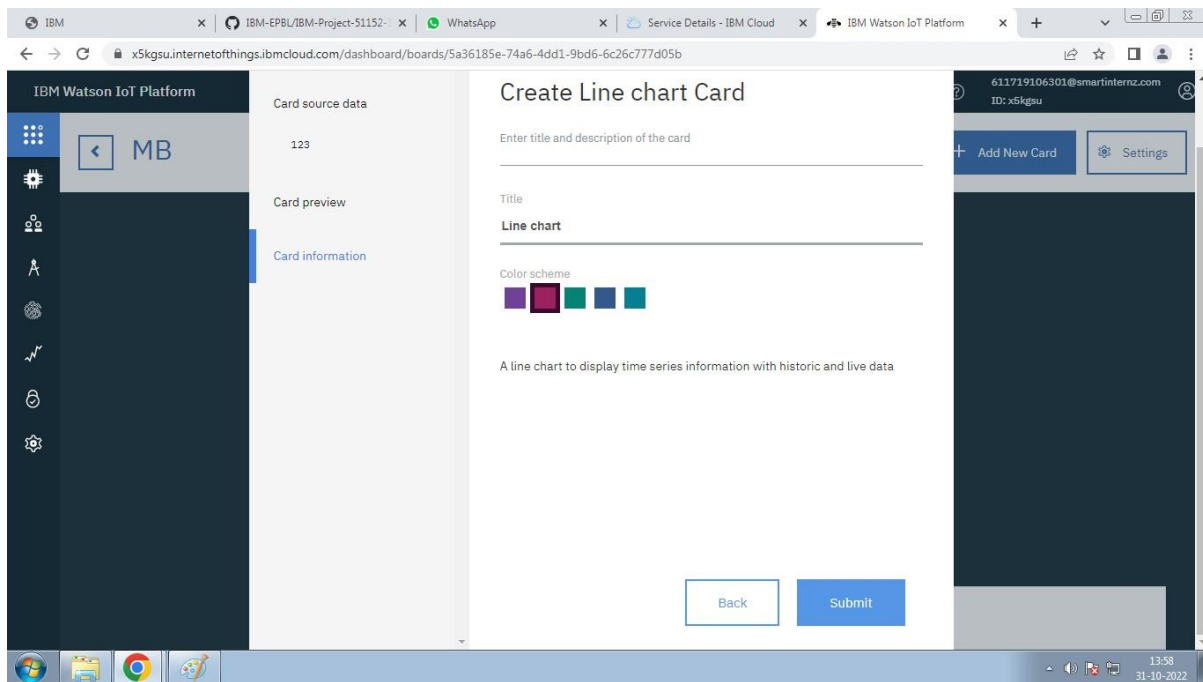 IBM
IBM-EPBL/IBM-Project-51152-
WhatsApp
Service Details - IBM Cloud
IBM Watson IoT Platform
x5kgsu.internetofthings.ibmcloud.com/dashboard/boards/5a36185e-74a6-4dd1-9bd6-6c26c777d05b
IBM Watson IoT Platform
611719106301@smartinternz.com
ID: x5kgsu
MB
Add New Card
Settings
Card source data
123
Card preview
Card information
Create Line chart Card
Enter title and description of the card
Title
Line chart
Color scheme
A line chart to display time series information with historic and live data
Back
Submit
13:58
31-10-2022